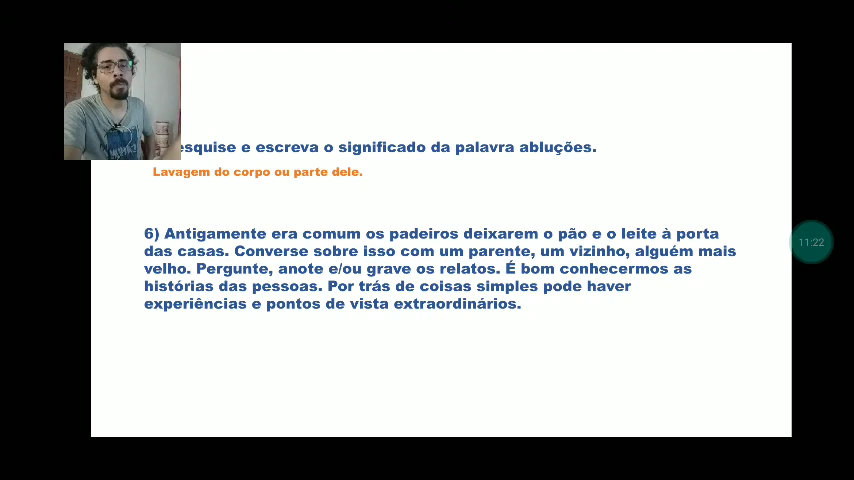 esquise e escreva o significado da palavra abluções.
Lavagem do corpo ou parte dele.
6) Antigamente era comum os padeiros deixarem o pão e o leite à porta
das casas. Converse sobre isso com um parente, um vizinho, alguém mais
velho. Pergunte, anote e/ou grave os relatos. É bom conhecermos as
histórias das pessoas. Por trás de coisas simples pode haver
experiências e pontos de vista extraordinários.
11:22